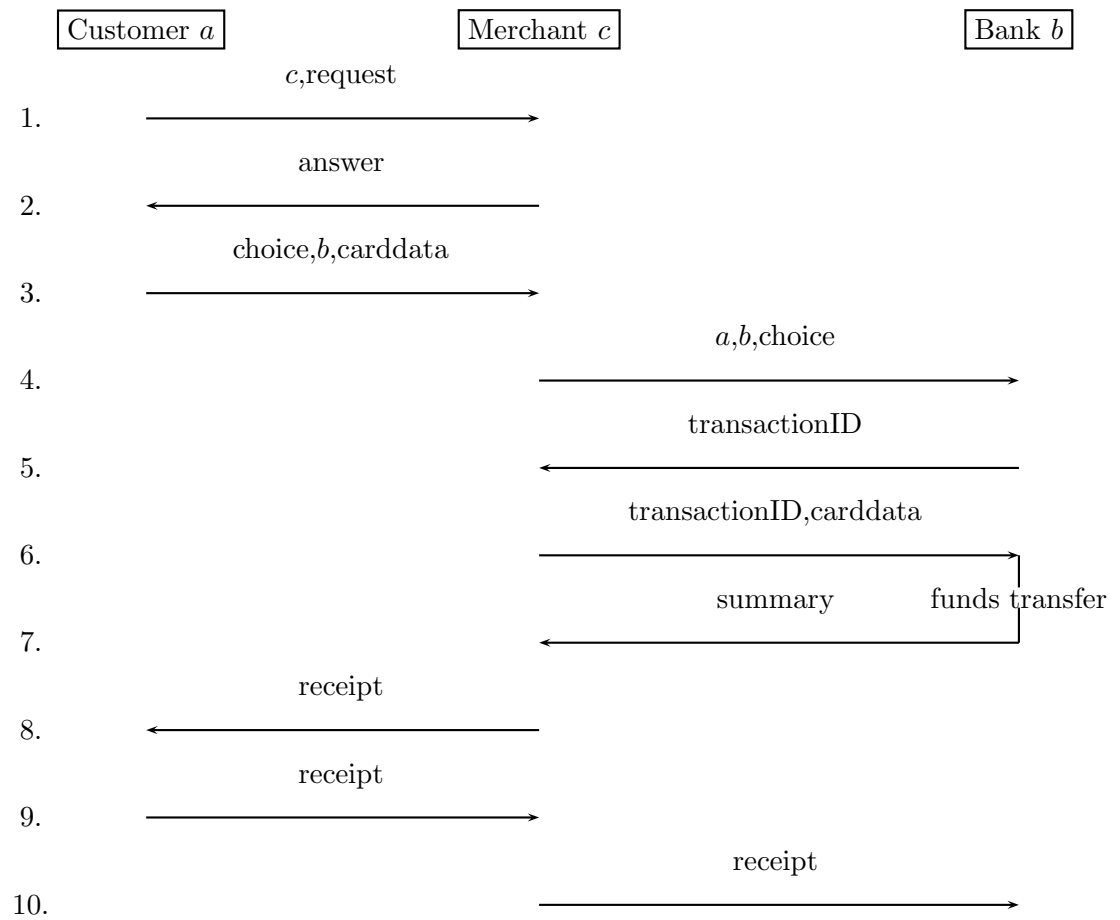 Customer a Merchant c Bank b
c,request
1.
answer
2.
choice,b,carddata
3.
a,b,choice
4.
transactionID
5.
transactionID,carddata
6.
summary funds transfer
7.
receipt
8.
receipt
9.
receipt
10.